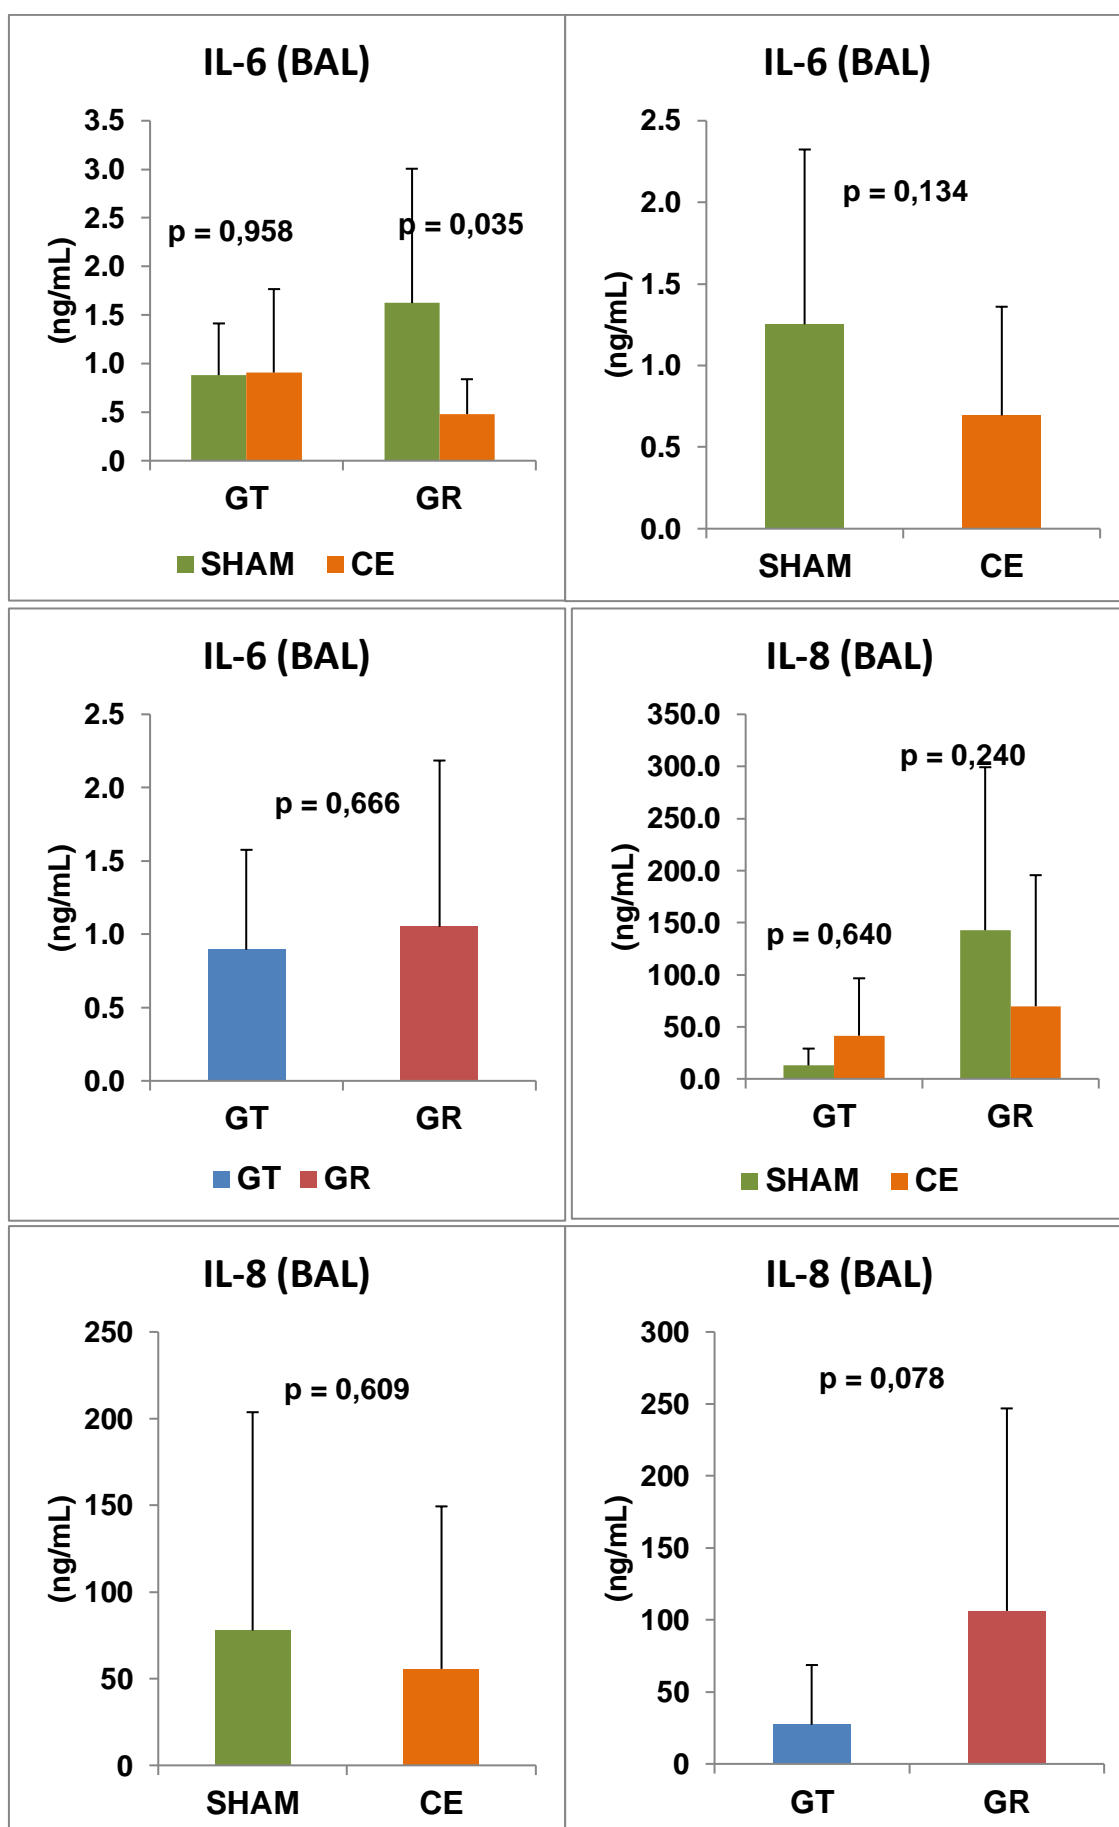 IL-6 (BAL)
3.5
3.0
2.5
2.0
1.5
1.0
.5
.0
(ng/mL)
p = 0,958
p = 0,035
GT
GR
SHAM
CE
IL-6 (BAL)
2.5
2.0
1.5
1.0
0.5
0.0
(ng/mL)
p = 0,134
SHAM
CE
IL-6 (BAL)
2.5
2.0
1.5
1.0
0.5
0.0
(ng/mL)
p = 0,666
GT
GR
GT
GR
IL-8 (BAL)
350.0
300.0
250.0
200.0
150.0
100.0
50.0
0.0
(ng/mL)
p = 0,640
p = 0,240
GT
GR
SHAM
CE
IL-8 (BAL)
250
200
150
100
50
0
(ng/mL)
p = 0,609
SHAM
CE
IL-8 (BAL)
300
250
200
150
100
50
0
(ng/mL)
p = 0,078
GT
GR